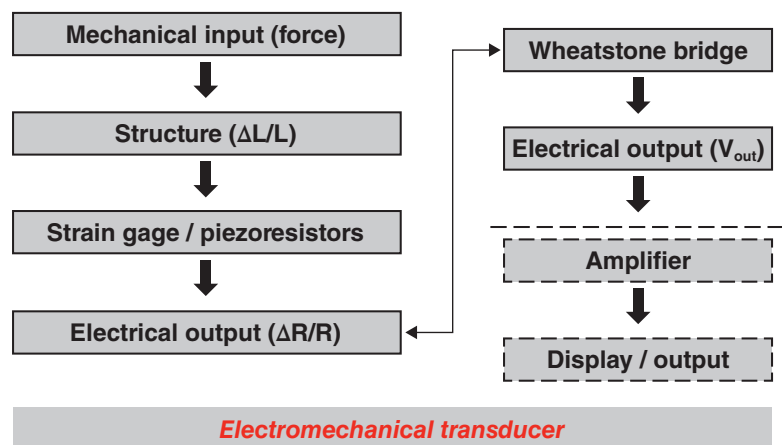 Mechanical input (force)
Structure (ΔL/L)
Strain gage / piezoresistors
Electrical output (ΔR/R)
Wheatstone bridge
Electrical output (Vout)
Amplifier
Display / output
Electromechanical transducer